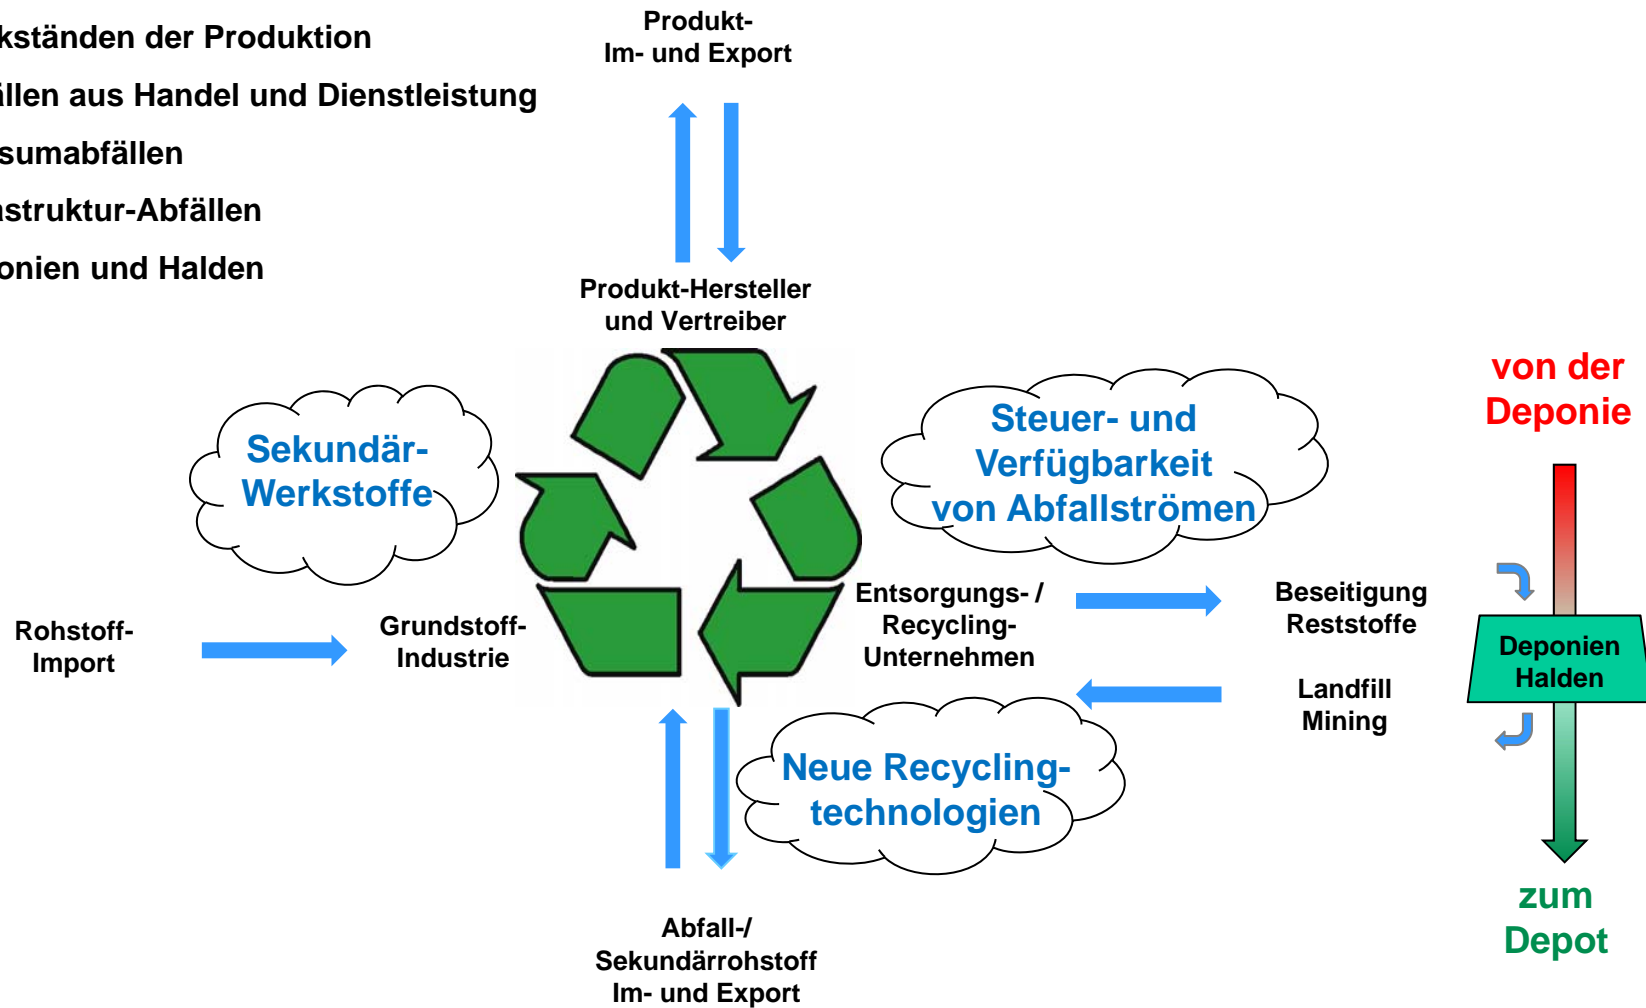 kständen der Produktion
ällen aus Handel und Dienstleistung
sumabfällen
astruktur-Abfällen
onien und Halden
Produkt-
Im- und Export
Produkt-Hersteller
und Vertreiber
von der
Deponie
Sekundär-
Werkstoffe
Steuer- und
Verfügbarkeit
von Abfallströmen
Rohstoff-
Import
Grundstoff-
Industrie
Entsorgungs- /
Recycling-
Unternehmen
Beseitigung
Reststoffe
Landfill
Mining
Deponien
Halden
Neue Recycling-
technologien
zum
Depot
Abfall-/
Sekundärrohstoff
Im- und Export